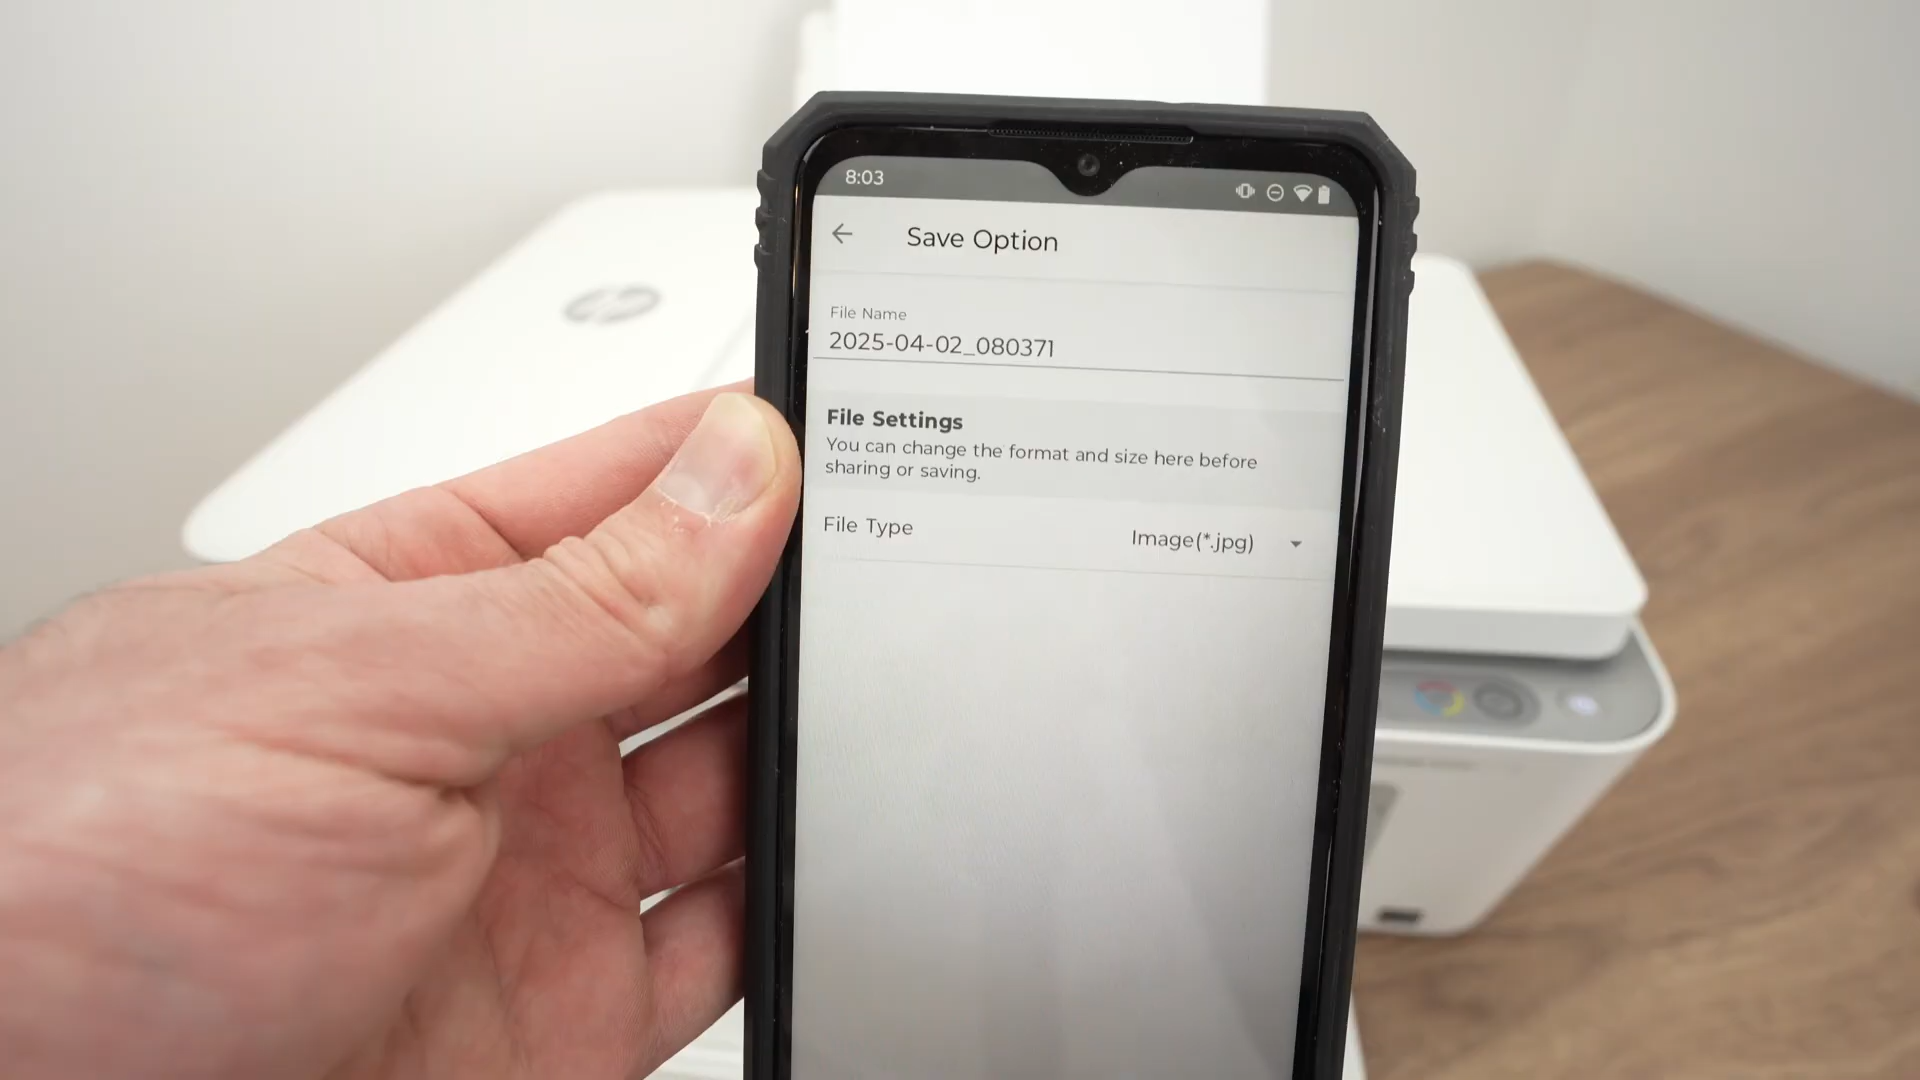 8:03
Save Option
File Name
2025-04-02_080371
File Settings
You can change the format and size here before
sharing or saving.
File Type
Image(*.jpg)
hp